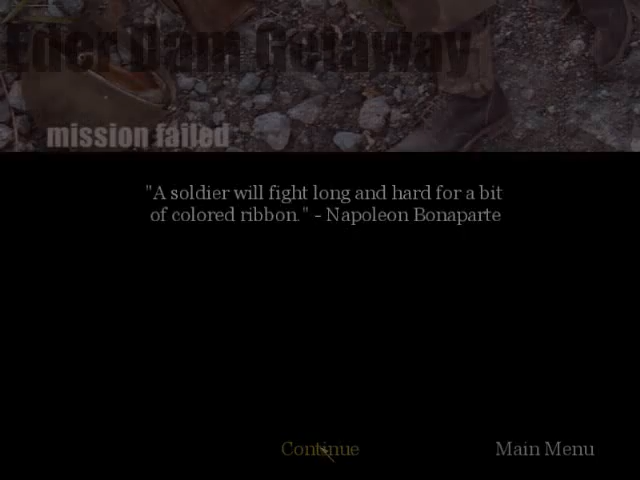 Eder Dam Getaway
mission failed
"A soldier will fight long and hard for a bit
of colored ribbon." - Napoleon Bonaparte
Continue
Main Menu